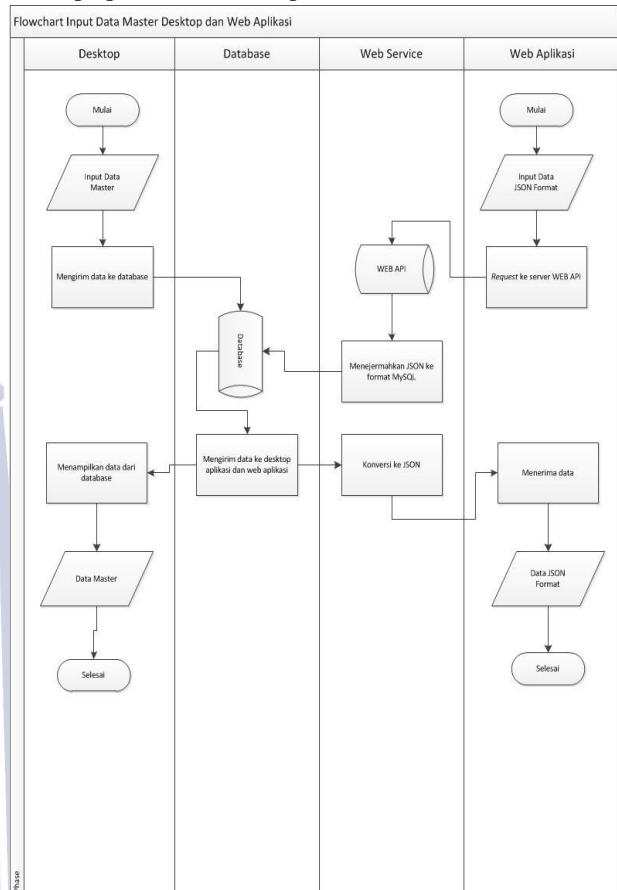 Flowchart Input Data Master Desktop dan Web Aplikasi
Desktop
Database
Web Service
Web Aplikasi
Mulai
Mulai
Input Data
Master
Input Data
JSON Format
Mengirim data ke database
WEB API
Request ke server WEB API
Database
Menejermahkan JSON ke
format MySQL
Menampilkan data dari
database
Mengirim data ke desktop
aplikasi dan web aplikasi
Konversi ke JSON
Menerima data
Data Master
Data JSON
Format
Selesai
Selesai
Phase